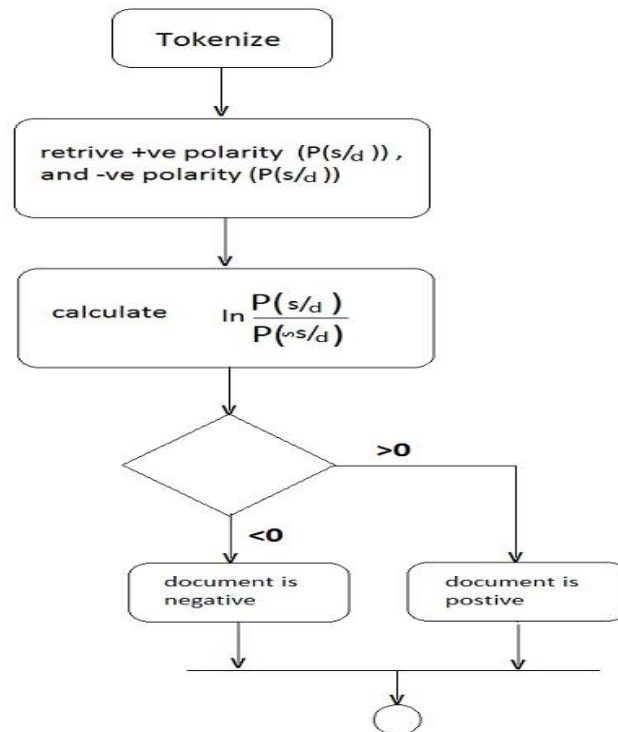 Tokenize
retrive +ve polarity (P(s/d )) ,
and -ve polarity (P(s/d ))
calculate ln P( s/d )
P(~s/d)
>0
<0
document is
negative
document is
postive